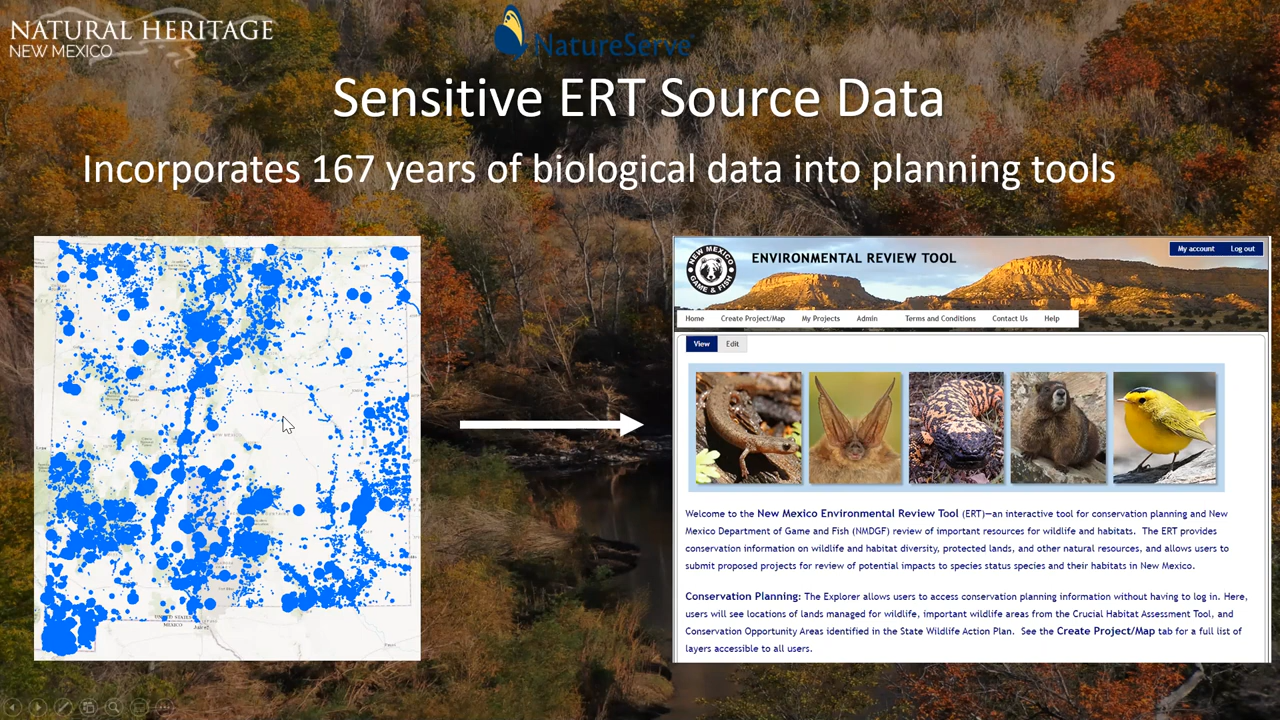 NATURAL HERITAGE
NEW MEXICO
NatureServe
Sensitive ERT Source Data
Incorporates 167 years of biological data into planning tools
NEW MEXICO
GAME & FISH
ENVIRONMENTAL REVIEW TOOL
My account Log out
Home Create Project/Map My Projects Admin Terms and Conditions Contact Us Help
View Edit
Welcome to the New Mexico Environmental Review Tool (ERT)—an interactive tool for conservation planning and New
Mexico Department of Game and Fish (NMDGF) review of important resources for wildlife and habitats. The ERT provides
conservation information on wildlife and habitat diversity, protected lands, and other natural resources, and allows users to
submit proposed projects for review of potential impacts to species status species and their habitats in New Mexico.
Conservation Planning: The Explorer allows users to access conservation planning information without having to log in. Here,
users will see locations of lands managed for wildlife, important wildlife areas from the Crucial Habitat Assessment Tool, and
Conservation Opportunity Areas identified in the State Wildlife Action Plan. See the Create Project/Map tab for a full list of
layers accessible to all users.
UNITED STATES
MEXICO